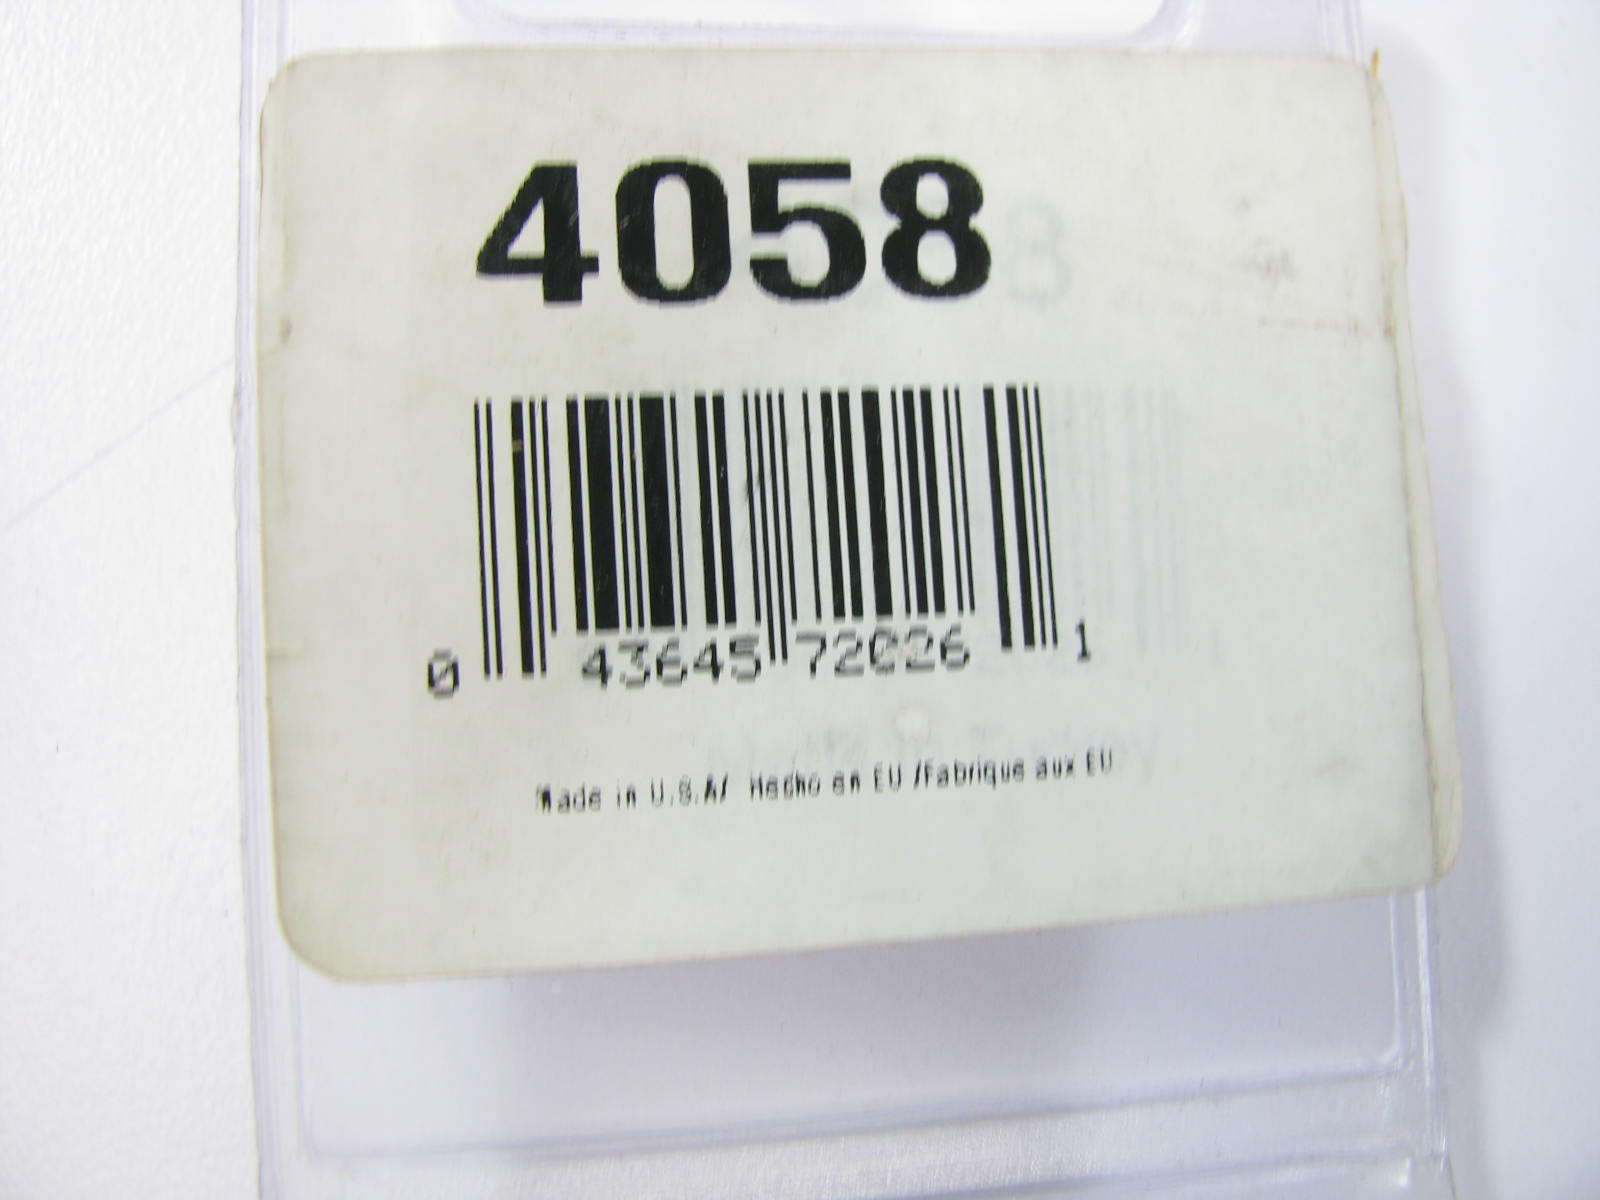 4058
0 43645 72026 1
Made in U.S.A/ Hecho en EU /Fabrique aux EU